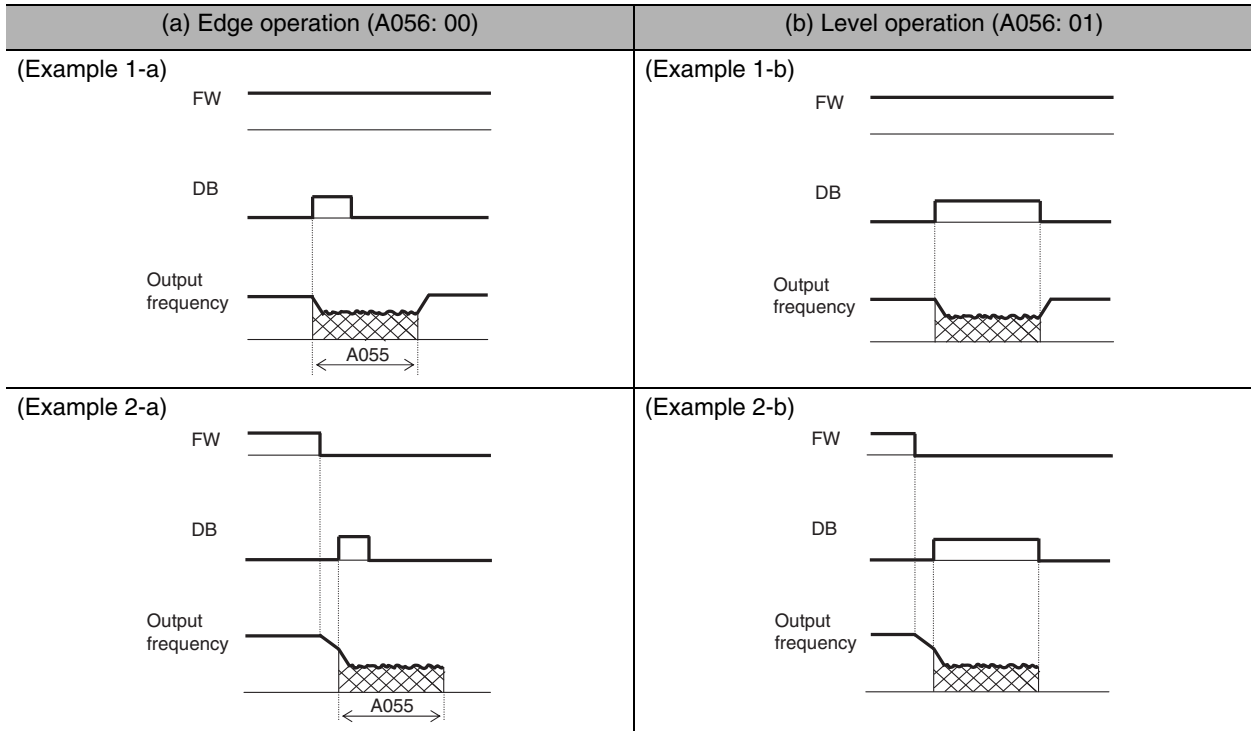 (a) Edge operation (A056: 00)
(b) Level operation (A056: 01)
(Example 1-a)
FW
DB
Output
frequency
A055
(Example 1-b)
FW
DB
Output
frequency
(Example 2-a)
FW
DB
Output
frequency
A055
(Example 2-b)
FW
DB
Output
frequency